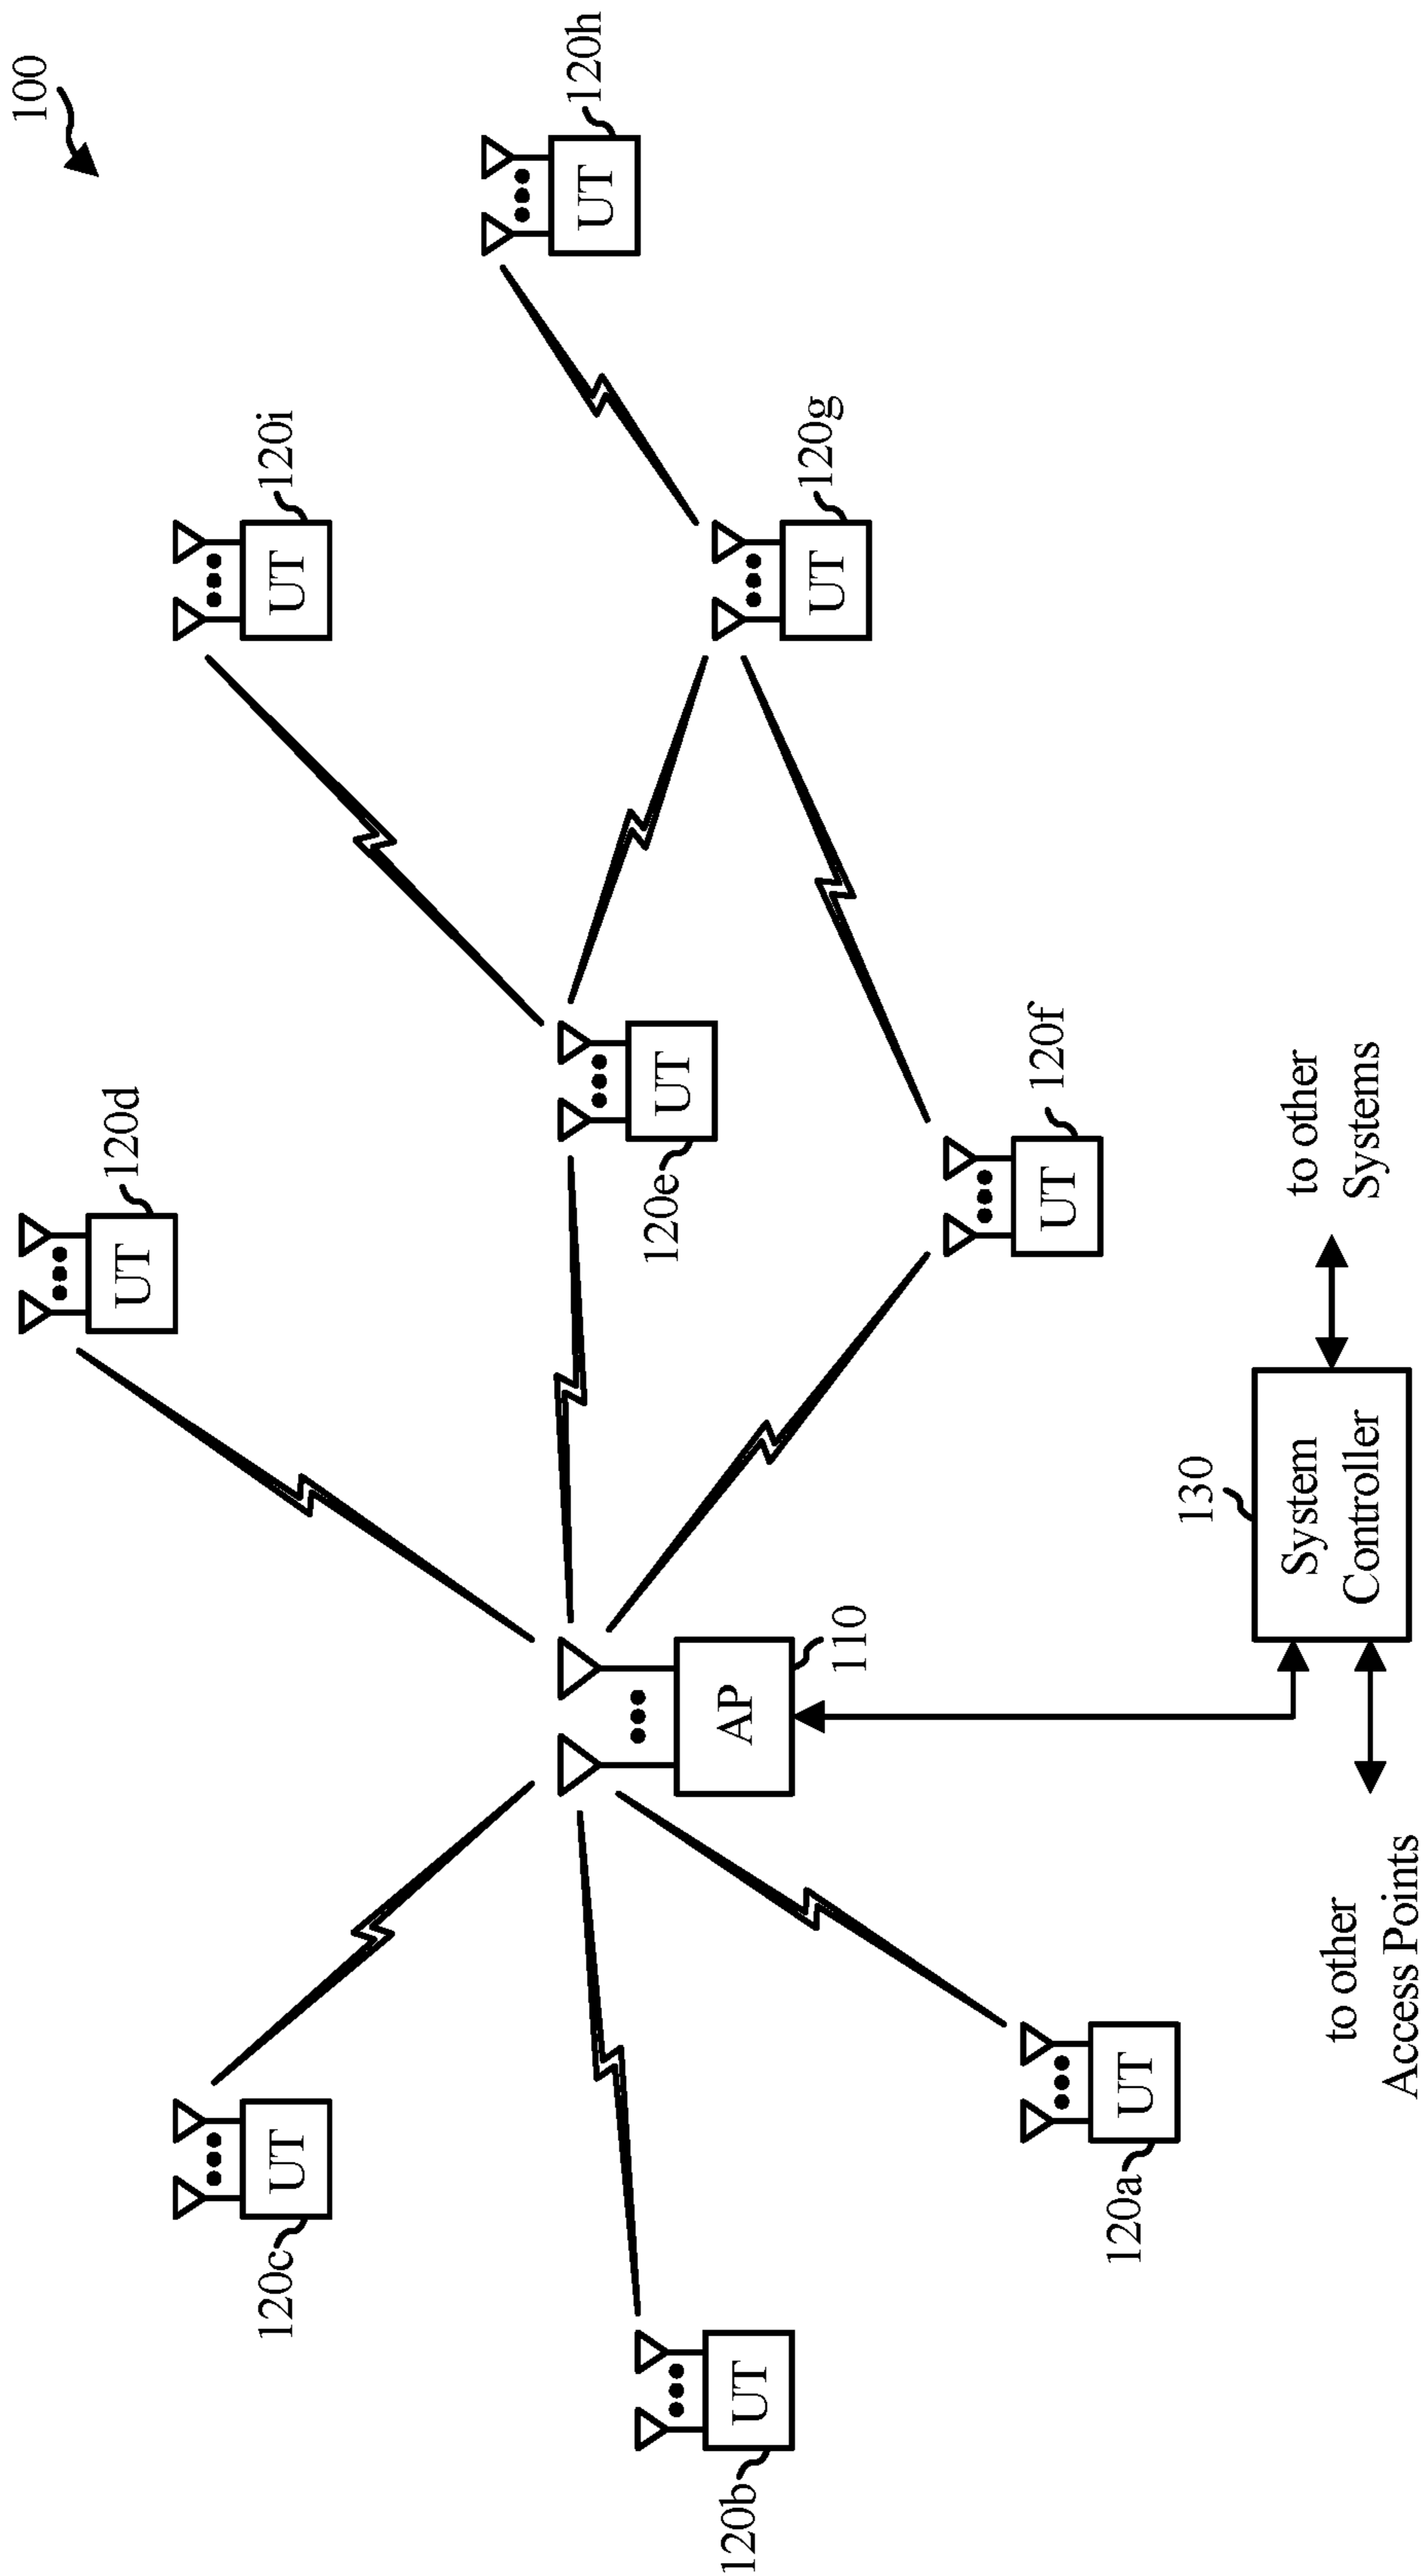 100
120d
UT
120i
UT
120h
UT
120c
UT
120e
UT
120g
UT
120b
UT
AP
110
120f
UT
120a
UT
130
System
Controller
to other
Systems
to other
Access Points